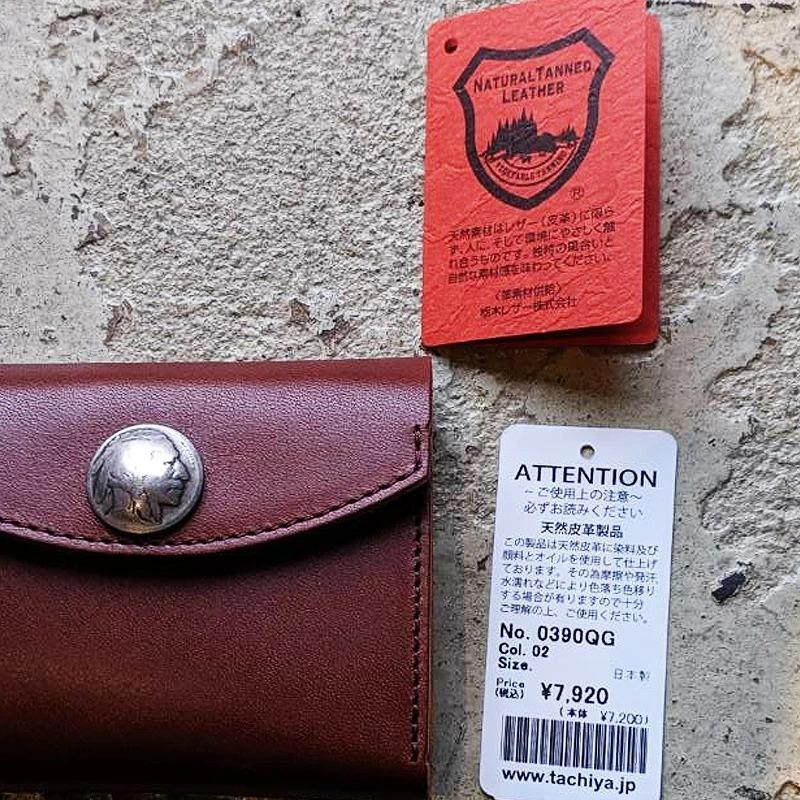 NATURALTANNED
LEATHER
VEGETABLE TANNING
®
天然素材はレザー(皮革)に限ら
ず、人に、そして環境にやさしく触
れ合うものです。独特の風合いと
自然な素材感を味わってください。
〈革素材供給〉
栃木レザー株式会社
ATTENTION
~ご使用上の注意~
必ずお読みください
天然皮革製品
この製品は天然皮革に染料及び
顔料とオイルを使用して仕上げ
ております。その為摩擦や発汗、
水濡れなどにより色落ち色移り
する場合が有りますので十分
ご理解の上、ご使用ください。
No. 0390QG
Col. 02
Size.
日本製
Price
(税込) ¥7,920
(本体 ¥7,200)
www.tachiya.jp